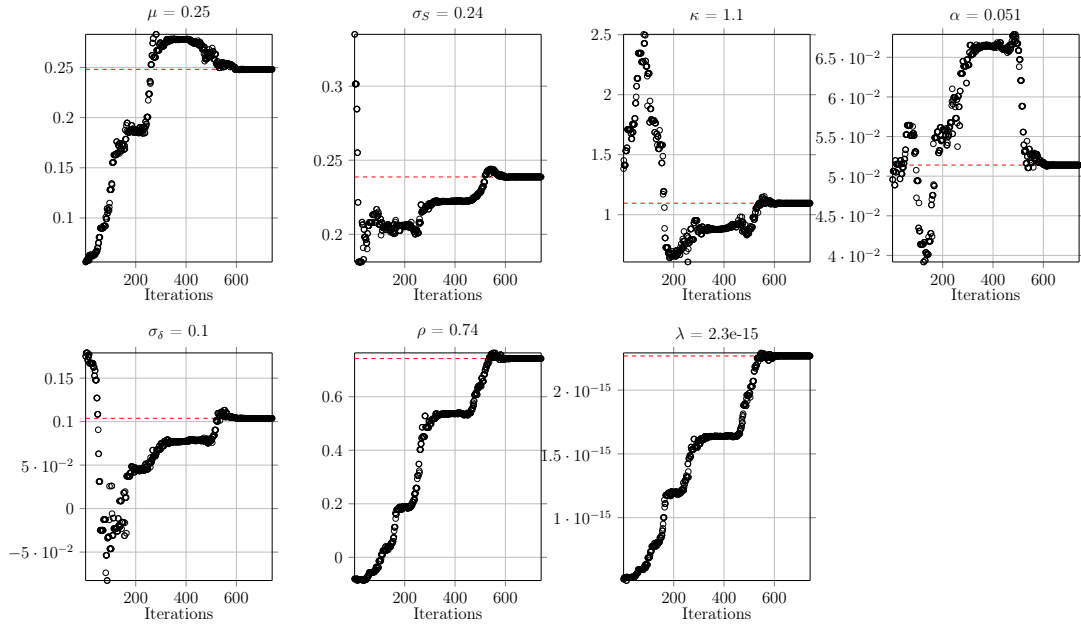 μ = 0.25
0.25
0.2
0.15
0.1
200
400
600
Iterations
σ_S = 0.24
0.3
0.25
0.2
200
400
600
Iterations
κ = 1.1
2.5
2
1.5
1
200
400
600
Iterations
α = 0.051
6.5 · 10⁻²
6 · 10⁻²
5.5 · 10⁻²
5 · 10⁻²
4.5 · 10⁻²
4 · 10⁻²
200
400
600
Iterations
σ_δ = 0.1
0.15
0.1
5 · 10⁻²
0
−5 · 10⁻²
200
400
600
Iterations
ρ = 0.74
0.6
0.4
0.2
0
200
400
600
Iterations
λ = 2.3e-15
2 · 10⁻¹⁵
1.5 · 10⁻¹⁵
1 · 10⁻¹⁵
200
400
600
Iterations